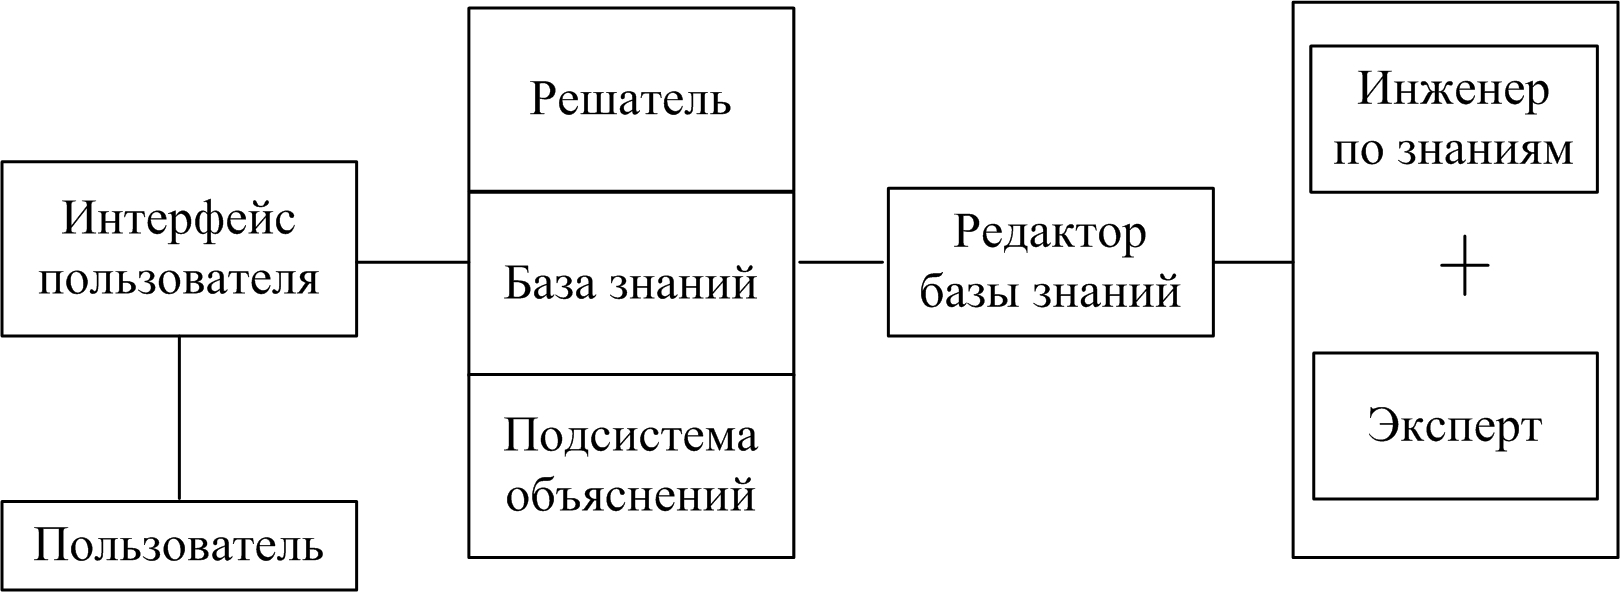 Интерфейс
пользователя
Пользователь
Решатель
База знаний
Подсистема
объяснений
Редактор
базы знаний
Инженер
по знаниям
+
Эксперт